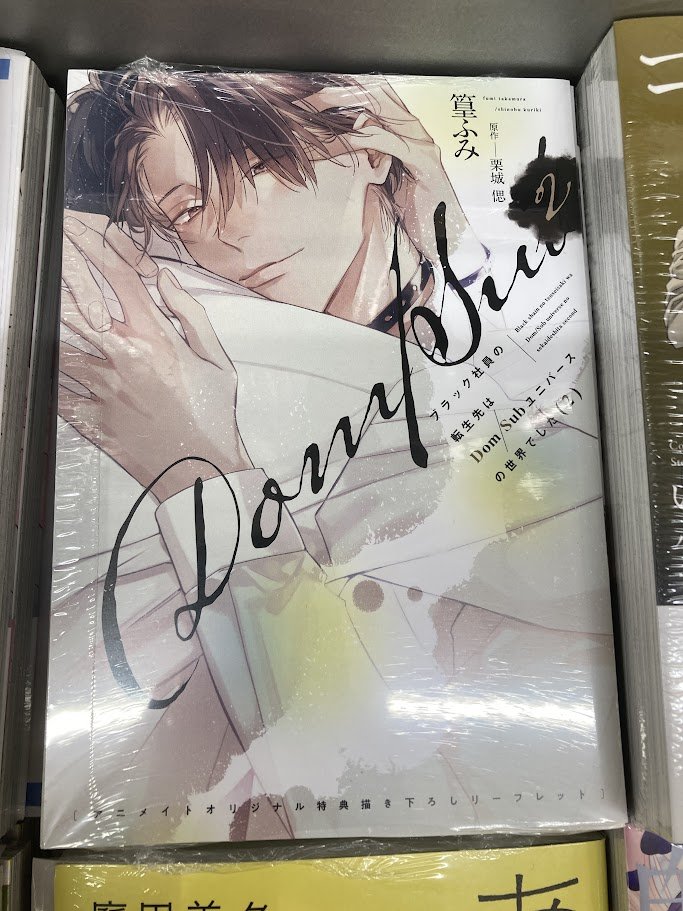 fumi takamura
/shinobu kuriki
篁ふみ
原作――栗城 偲
2
Dom/Sub
Black shain no tenseisaki wa
Dom/Sub universe no
sekaideshita second
ブラック社員の
転生先は
Dom/Subユニバース
の世界でした(2)
[アニメイトオリジナル特典描き下ろしリーフレット]